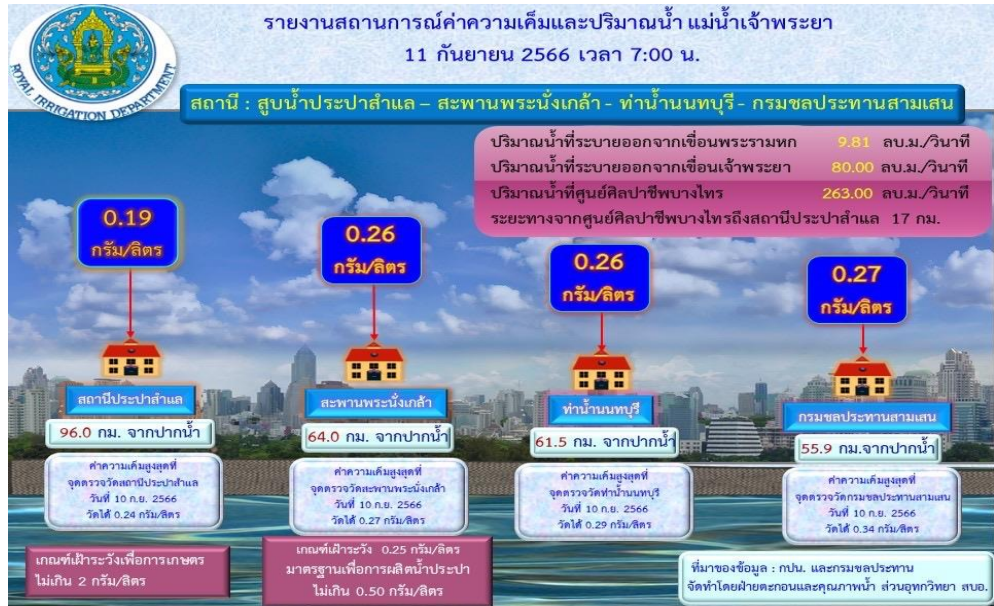 รายงานสถานการณ์ค่าความเค็มและปริมาณน้ำ แม่น้ำเจ้าพระยา
11 กันยายน 2566 เวลา 7:00 น.
ROYAL IRRIGATION DEPARTMENT
สถานี : สูบน้ำประปาสำแล – สะพานพระนั่งเกล้า - ท่าน้ำนนทบุรี - กรมชลประทานสามเสน
ปริมาณน้ำที่ระบายออกจากเขื่อนพระรามหก 9.81 ลบ.ม./วินาที
ปริมาณน้ำที่ระบายออกจากเขื่อนเจ้าพระยา 80.00 ลบ.ม./วินาที
ปริมาณน้ำที่ศูนย์ศิลปาชีพบางไทร 263.00 ลบ.ม./วินาที
ระยะทางจากศูนย์ศิลปาชีพบางไทรถึงสถานีประปาสำแล 17 กม.
0.19
กรัม/ลิตร
0.26
กรัม/ลิตร
0.26
กรัม/ลิตร
0.27
กรัม/ลิตร
สถานีประปาสำแล
96.0 กม. จากปากน้ำ
ค่าความเค็มสูงสุดที่
จุดตรวจวัดสถานีประปาสำแล
วันที่ 10 ก.ย. 2566
วัดได้ 0.24 กรัม/ลิตร
สะพานพระนั่งเกล้า
64.0 กม. จากปากน้ำ
ค่าความเค็มสูงสุดที่
จุดตรวจวัดสะพานพระนั่งเกล้า
วันที่ 10 ก.ย. 2566
วัดได้ 0.27 กรัม/ลิตร
ท่าน้ำนนทบุรี
61.5 กม. จากปากน้ำ
ค่าความเค็มสูงสุดที่
จุดตรวจวัดท่าน้ำนนทบุรี
วันที่ 10 ก.ย. 2566
วัดได้ 0.29 กรัม/ลิตร
กรมชลประทานสามเสน
55.9 กม.จากปากน้ำ
ค่าความเค็มสูงสุดที่
จุดตรวจวัดกรมชลประทานสามเสน
วันที่ 10 ก.ย. 2566
วัดได้ 0.34 กรัม/ลิตร
เกณฑ์เฝ้าระวังเพื่อการเกษตร
ไม่เกิน 2 กรัม/ลิตร
เกณฑ์เฝ้าระวัง 0.25 กรัม/ลิตร
มาตรฐานเพื่อการผลิตน้ำประปา
ไม่เกิน 0.50 กรัม/ลิตร
ที่มาของข้อมูล : กปน. และกรมชลประทาน
จัดทำโดยฝ่ายตะกอนและคุณภาพน้ำ ส่วนอุทกวิทยา สบอ.